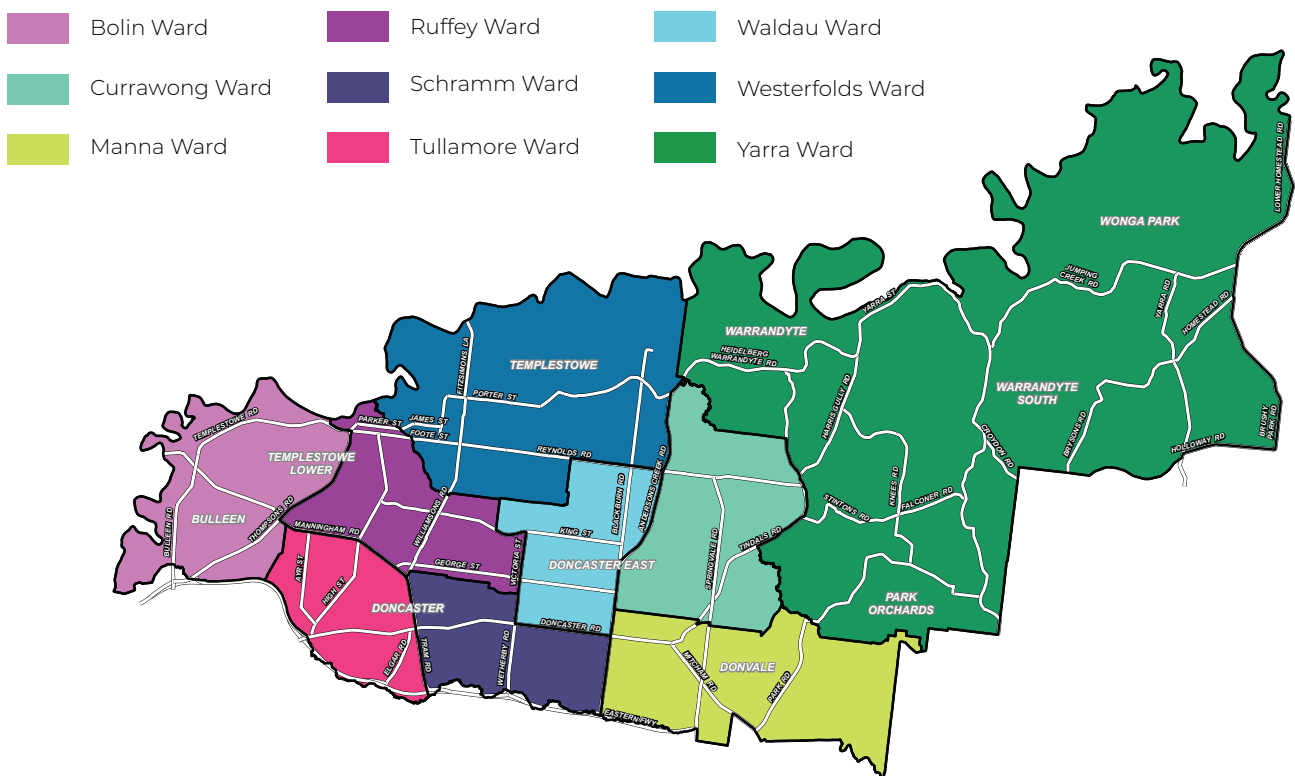 Bolin Ward
Ruffey Ward
Waldau Ward
Currawong Ward
Schramm Ward
Westerfolds Ward
Manna Ward
Tullamore Ward
Yarra Ward
LOWER HOMESTEAD RD
WONGA PARK
JUMPING
CREEK RD
YARRA RD
HOMESTEAD RD
YARRA ST
WARRANDYTE
HEIDELBERG
WARRANDYTE RD
FITZSIMONS LA
TEMPLESTOWE
PORTER ST
WARRANDYTE
SOUTH
HARRIS GULLY RD
CROYDON RD
BRYSONS RD
BRUSHY
PARK RD
HOLLOWAY RD
TEMPLESTOWE RD
PARKER ST
JAMES ST
FOOTE ST
REYNOLDS RD
TEMPLESTOWE
LOWER
BLACKBURN RD
ANDERSONS CREEK RD
KNEES RD
FALCONER RD
STINTONS RD
BULLEEN
THOMPSONS RD
BULLEEN RD
MANNINGHAM RD
WILLIAMSONS RD
KING ST
VICTORIA ST
GEORGE ST
DONCASTER EAST
SPRINGVALE RD
TINDALS RD
AYR ST
HIGH ST
DONCASTER
PARK
ORCHARDS
DONCASTER RD
TRAM RD
ELGAR RD
WETHERBY RD
MITCHAM RD
DONVALE
PARK RD
EASTERN FWY